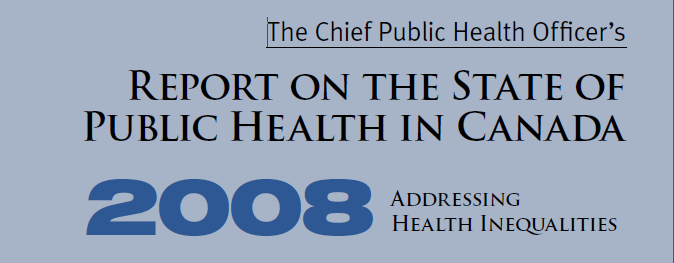 The Chief Public Health Officer's
REPORT ON THE STATE OF
PUBLIC HEALTH IN CANADA
2008 ADDRESSING
HEALTH INEQUALITIES